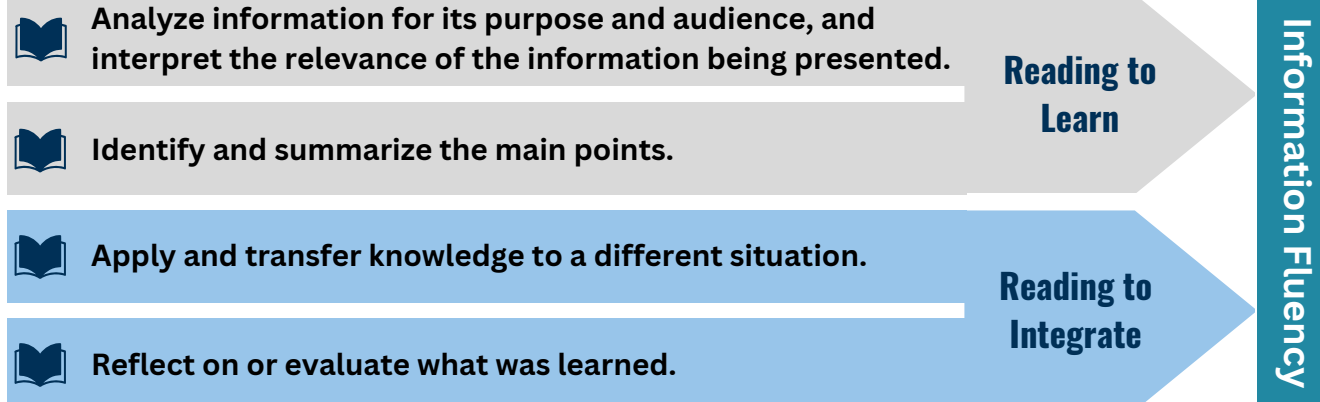 Analyze information for its purpose and audience, and
interpret the relevance of the information being presented.
Identify and summarize the main points.
Reading to
Learn
Apply and transfer knowledge to a different situation.
Reflect on or evaluate what was learned.
Reading to
Integrate
Information Fluency